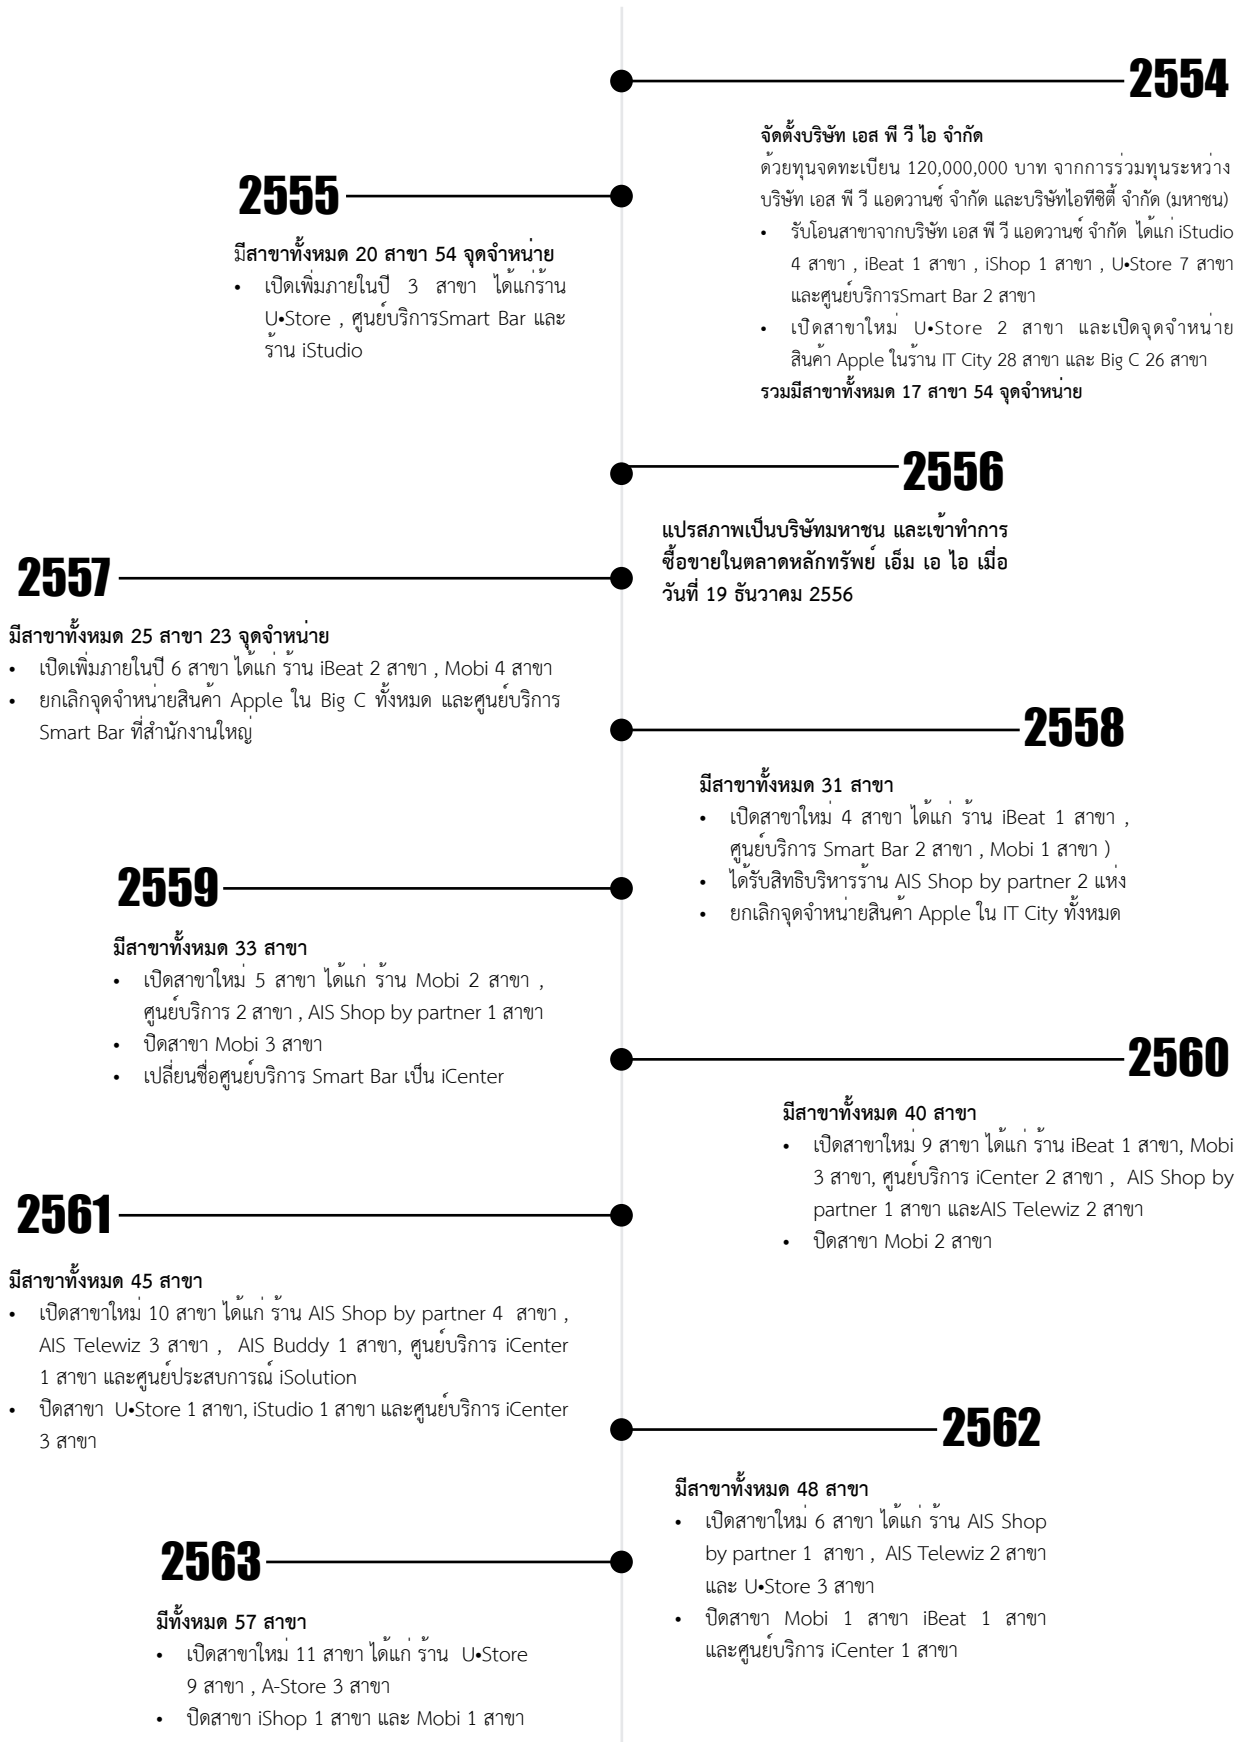 2554
จัดตั้งบริษัท เอส พี วี ไอ จำกัด
ด้วยทุนจดทะเบียน 120,000,000 บาท จากการร่วมทุนระหว่าง
บริษัท เอส พี วี แอดวานซ์ จำกัด และบริษัทไอทีซิตี้ จำกัด (มหาชน)
• รับโอนสาขาจากบริษัท เอส พี วี แอดวานซ์ จำกัด ได้แก่ iStudio
4 สาขา , iBeat 1 สาขา , iShop 1 สาขา , U•Store 7 สาขา
และศูนย์บริการSmart Bar 2 สาขา
• เปิดสาขาใหม่ U•Store 2 สาขา และเปิดจุดจำหน่าย
สินค้า Apple ในร้าน IT City 28 สาขา และ Big C 26 สาขา
รวมมีสาขาทั้งหมด 17 สาขา 54 จุดจำหน่าย
2555
มีสาขาทั้งหมด 20 สาขา 54 จุดจำหน่าย
• เปิดเพิ่มภายในปี 3 สาขา ได้แก่ร้าน
U•Store , ศูนย์บริการSmart Bar และ
ร้าน iStudio
2556
แปรสภาพเป็นบริษัทมหาชน และเข้าทำการ
ซื้อขายในตลาดหลักทรัพย์ เอ็ม เอ ไอ เมื่อ
วันที่ 19 ธันวาคม 2556
2557
มีสาขาทั้งหมด 25 สาขา 23 จุดจำหน่าย
• เปิดเพิ่มภายในปี 6 สาขา ได้แก่ ร้าน iBeat 2 สาขา , Mobi 4 สาขา
• ยกเลิกจุดจำหน่ายสินค้า Apple ใน Big C ทั้งหมด และศูนย์บริการ
Smart Bar ที่สำนักงานใหญ่
2558
มีสาขาทั้งหมด 31 สาขา
• เปิดสาขาใหม่ 4 สาขา ได้แก่ ร้าน iBeat 1 สาขา ,
ศูนย์บริการ Smart Bar 2 สาขา , Mobi 1 สาขา )
• ได้รับสิทธิบริหารร้าน AIS Shop by partner 2 แห่ง
• ยกเลิกจุดจำหน่ายสินค้า Apple ใน IT City ทั้งหมด
2559
มีสาขาทั้งหมด 33 สาขา
• เปิดสาขาใหม่ 5 สาขา ได้แก่ ร้าน Mobi 2 สาขา ,
ศูนย์บริการ 2 สาขา , AIS Shop by partner 1 สาขา
• ปิดสาขา Mobi 3 สาขา
• เปลี่ยนชื่อศูนย์บริการ Smart Bar เป็น iCenter
2560
มีสาขาทั้งหมด 40 สาขา
• เปิดสาขาใหม่ 9 สาขา ได้แก่ ร้าน iBeat 1 สาขา, Mobi
3 สาขา, ศูนย์บริการ iCenter 2 สาขา , AIS Shop by
partner 1 สาขา และAIS Telewiz 2 สาขา
• ปิดสาขา Mobi 2 สาขา
2561
มีสาขาทั้งหมด 45 สาขา
• เปิดสาขาใหม่ 10 สาขา ได้แก่ ร้าน AIS Shop by partner 4 สาขา ,
AIS Telewiz 3 สาขา , AIS Buddy 1 สาขา, ศูนย์บริการ iCenter
1 สาขา และศูนย์ประสบการณ์ iSolution
• ปิดสาขา U•Store 1 สาขา, iStudio 1 สาขา และศูนย์บริการ iCenter
3 สาขา
2562
มีสาขาทั้งหมด 48 สาขา
• เปิดสาขาใหม่ 6 สาขา ได้แก่ ร้าน AIS Shop
by partner 1 สาขา , AIS Telewiz 2 สาขา
และ U•Store 3 สาขา
• ปิดสาขา Mobi 1 สาขา iBeat 1 สาขา
และศูนย์บริการ iCenter 1 สาขา
2563
มีทั้งหมด 57 สาขา
• เปิดสาขาใหม่ 11 สาขา ได้แก่ ร้าน U•Store
9 สาขา , A-Store 3 สาขา
• ปิดสาขา iShop 1 สาขา และ Mobi 1 สาขา